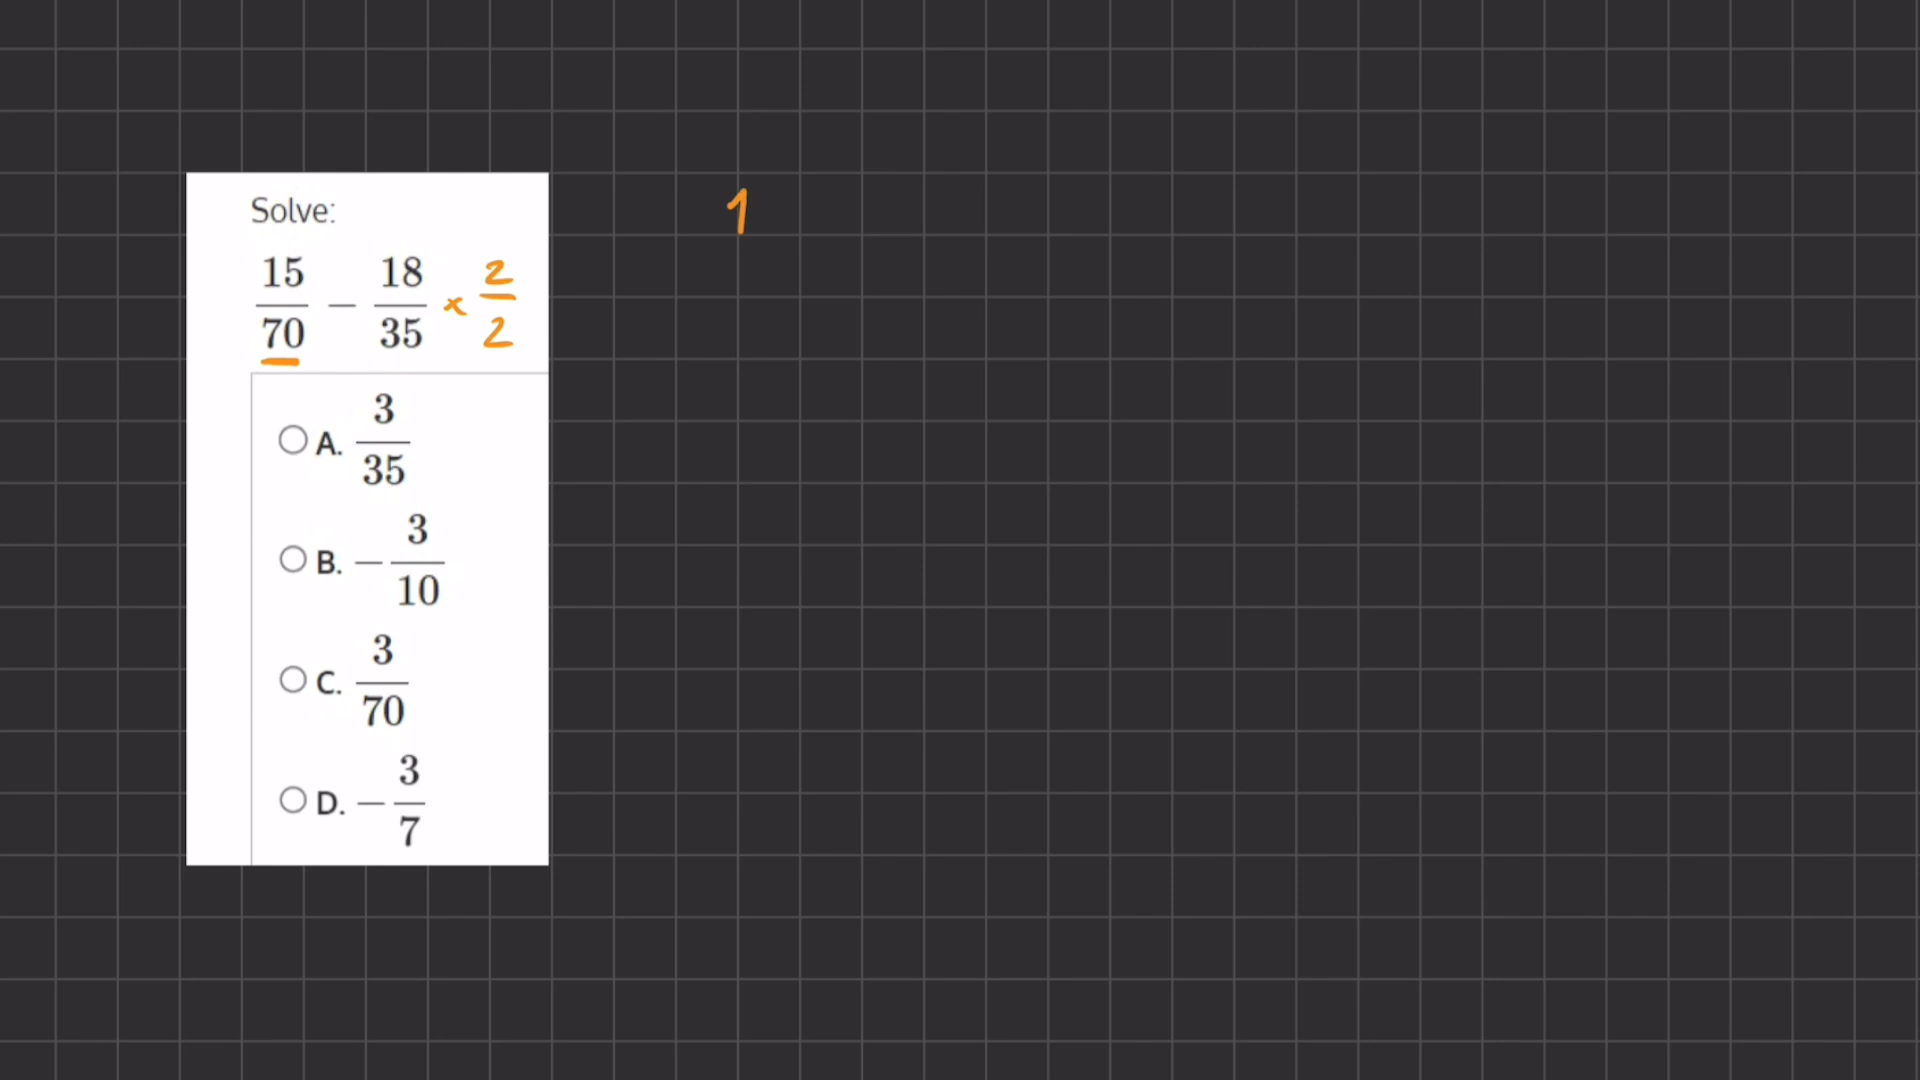 Solve:
15/70 − 18/35 × 2/2
A. 3/35
B. −3/10
C. 3/70
D. −3/7
1